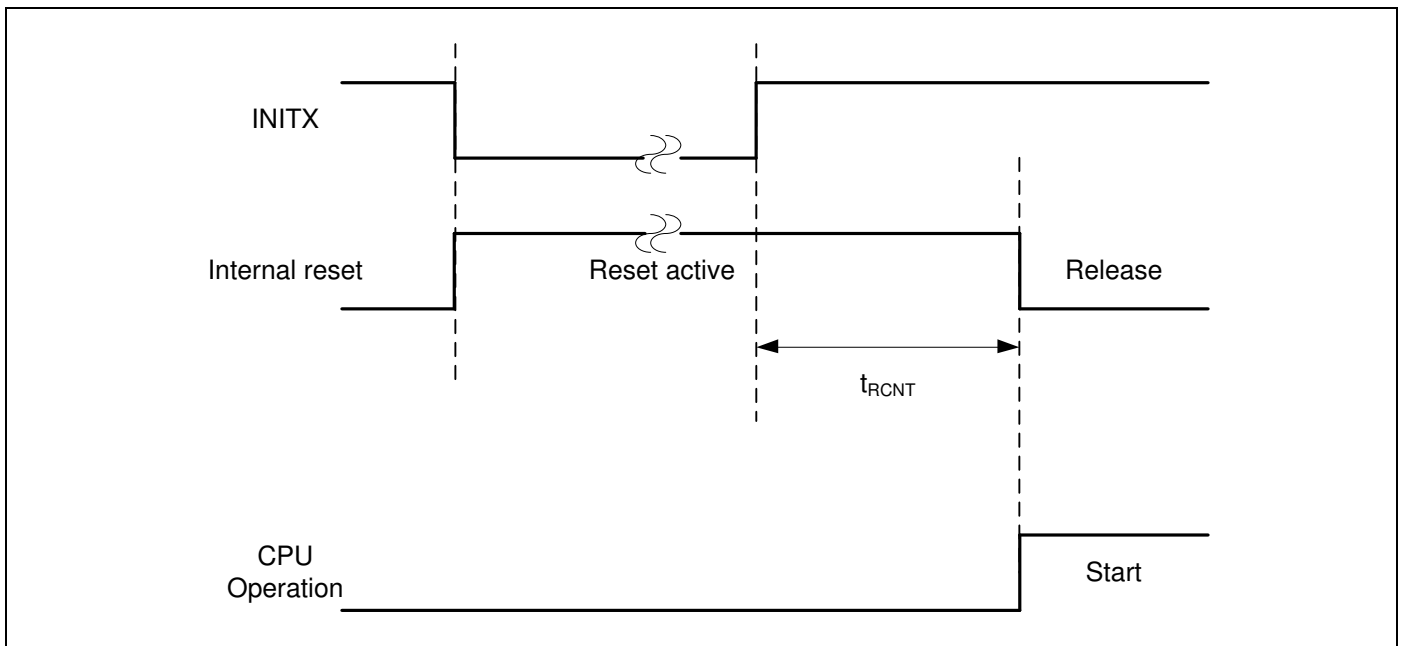 INITX
Internal reset
Reset active
Release
tRCNT
CPU
Operation
Start